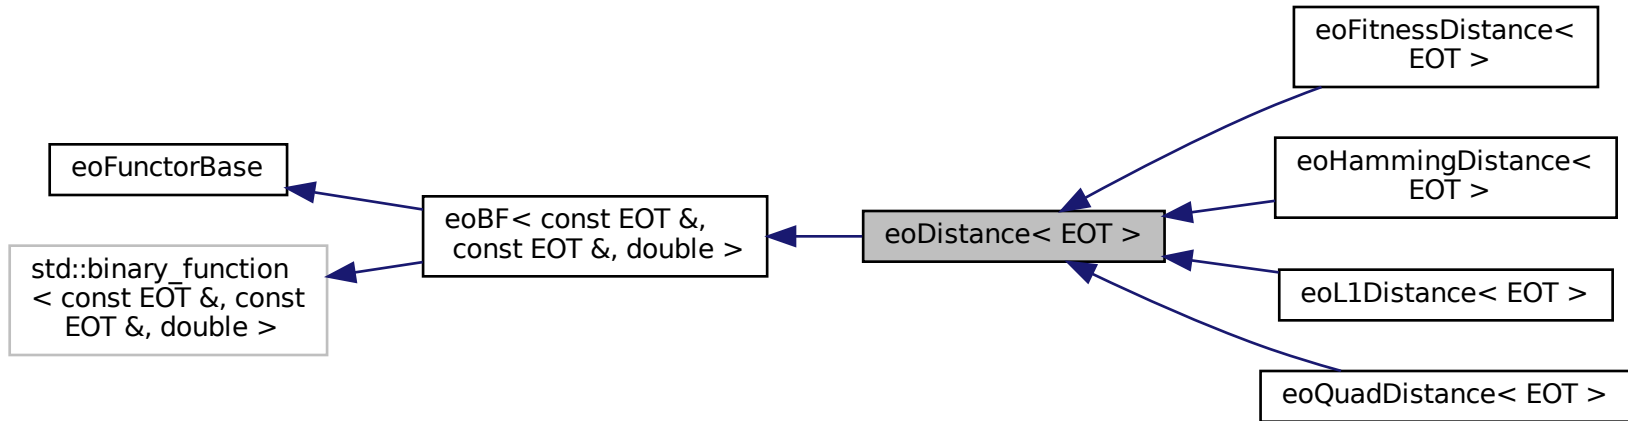 eoFunctorBase
std::binary_function
< const EOT &, const
EOT &, double >
eoBF< const EOT &,
const EOT &, double >
eoDistance< EOT >
eoFitnessDistance<
EOT >
eoHammingDistance<
EOT >
eoL1Distance< EOT >
eoQuadDistance< EOT >